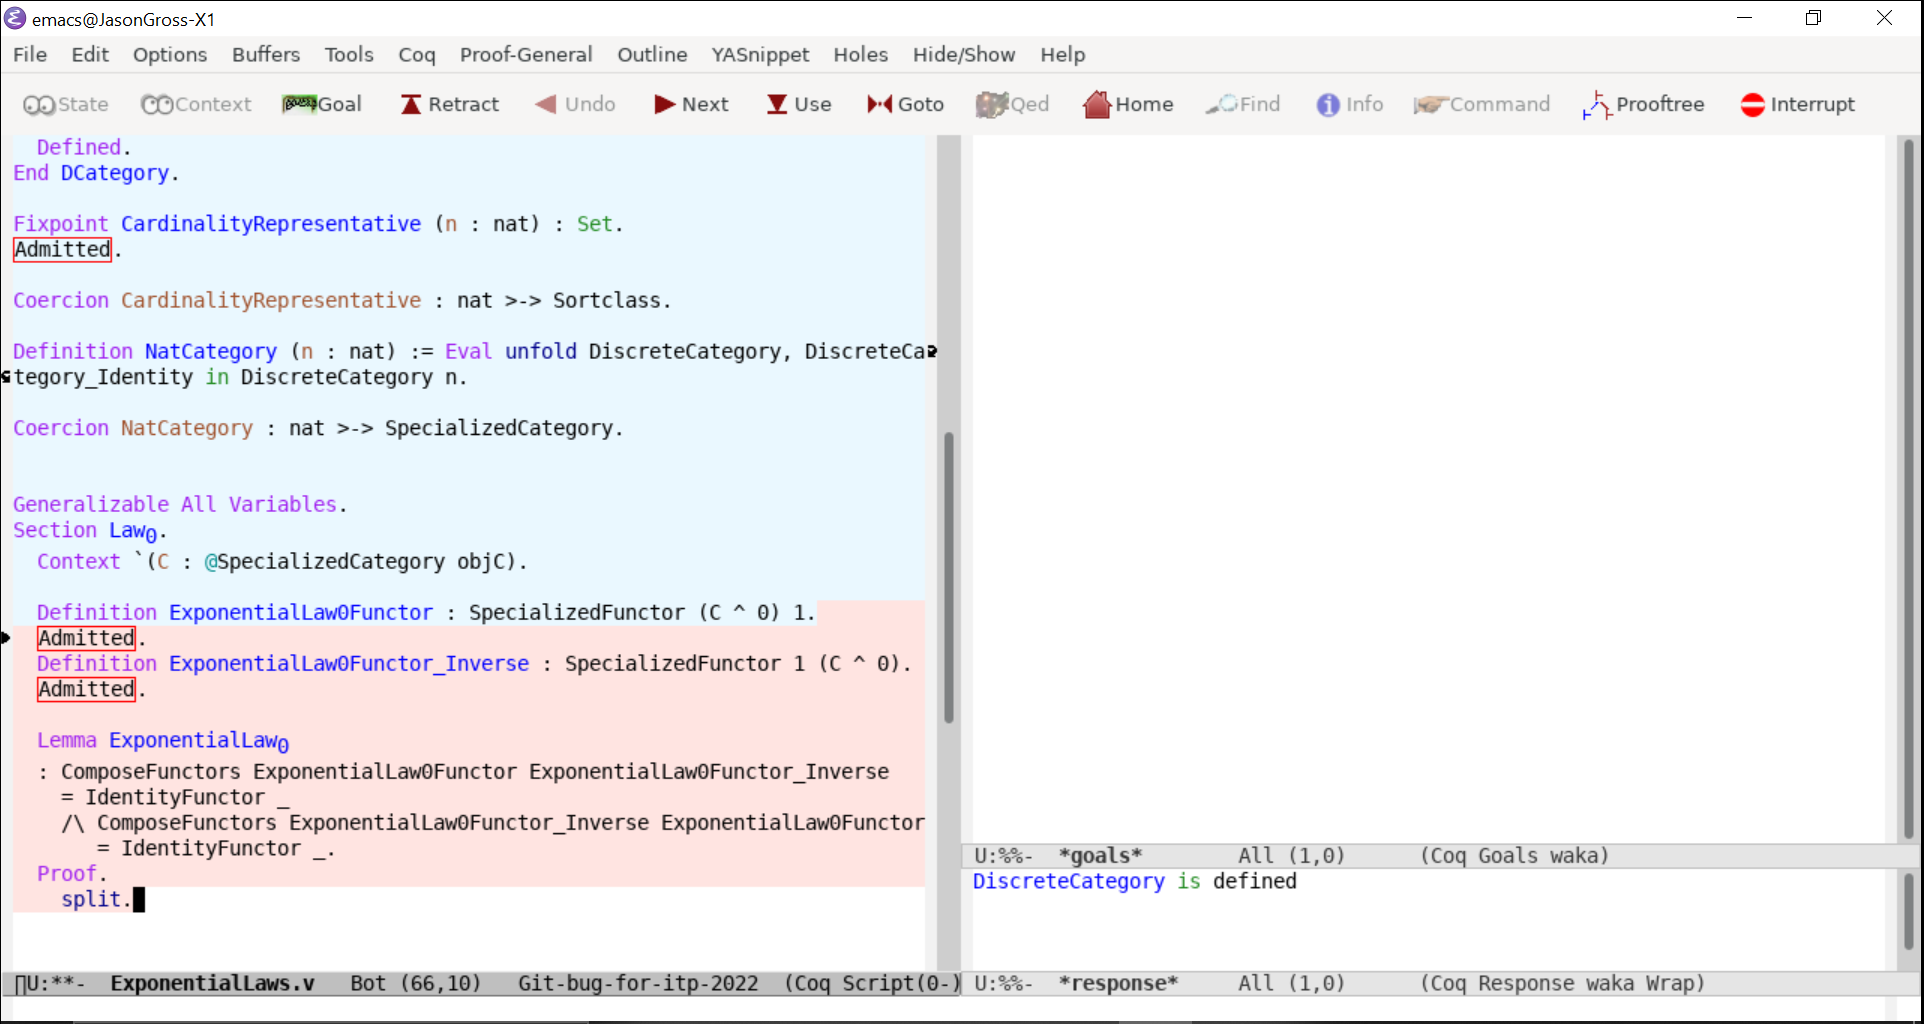 emacs@JasonGross-X1
File Edit Options Buffers Tools Coq Proof-General Outline YASnippet Holes Hide/Show Help
State Context Goal Retract Undo Next Use Goto Qed Home Find Info Command Prooftree Interrupt
Defined.
End DCategory.
Fixpoint CardinalityRepresentative (n : nat) : Set.
Admitted.
Coercion CardinalityRepresentative : nat >-> Sortclass.
Definition NatCategory (n : nat) := Eval unfold DiscreteCategory, DiscreteCa
tegory_Identity in DiscreteCategory n.
Coercion NatCategory : nat >-> SpecializedCategory.
Generalizable All Variables.
Section Law₀.
Context `(C : @SpecializedCategory objC).
Definition ExponentialLaw0Functor : SpecializedFunctor (C ^ 0) 1.
Admitted.
Definition ExponentialLaw0Functor_Inverse : SpecializedFunctor 1 (C ^ 0).
Admitted.
Lemma ExponentialLaw₀
: ComposeFunctors ExponentialLaw0Functor ExponentialLaw0Functor_Inverse
= IdentityFunctor _
/\ ComposeFunctors ExponentialLaw0Functor_Inverse ExponentialLaw0Functor
= IdentityFunctor _.
Proof.
split.
U:**- ExponentialLaws.v Bot (66,10) Git-bug-for-itp-2022 (Coq Script(0-)
U:%%- *goals* All (1,0) (Coq Goals waka)
DiscreteCategory is defined
U:%%- *response* All (1,0) (Coq Response waka Wrap)